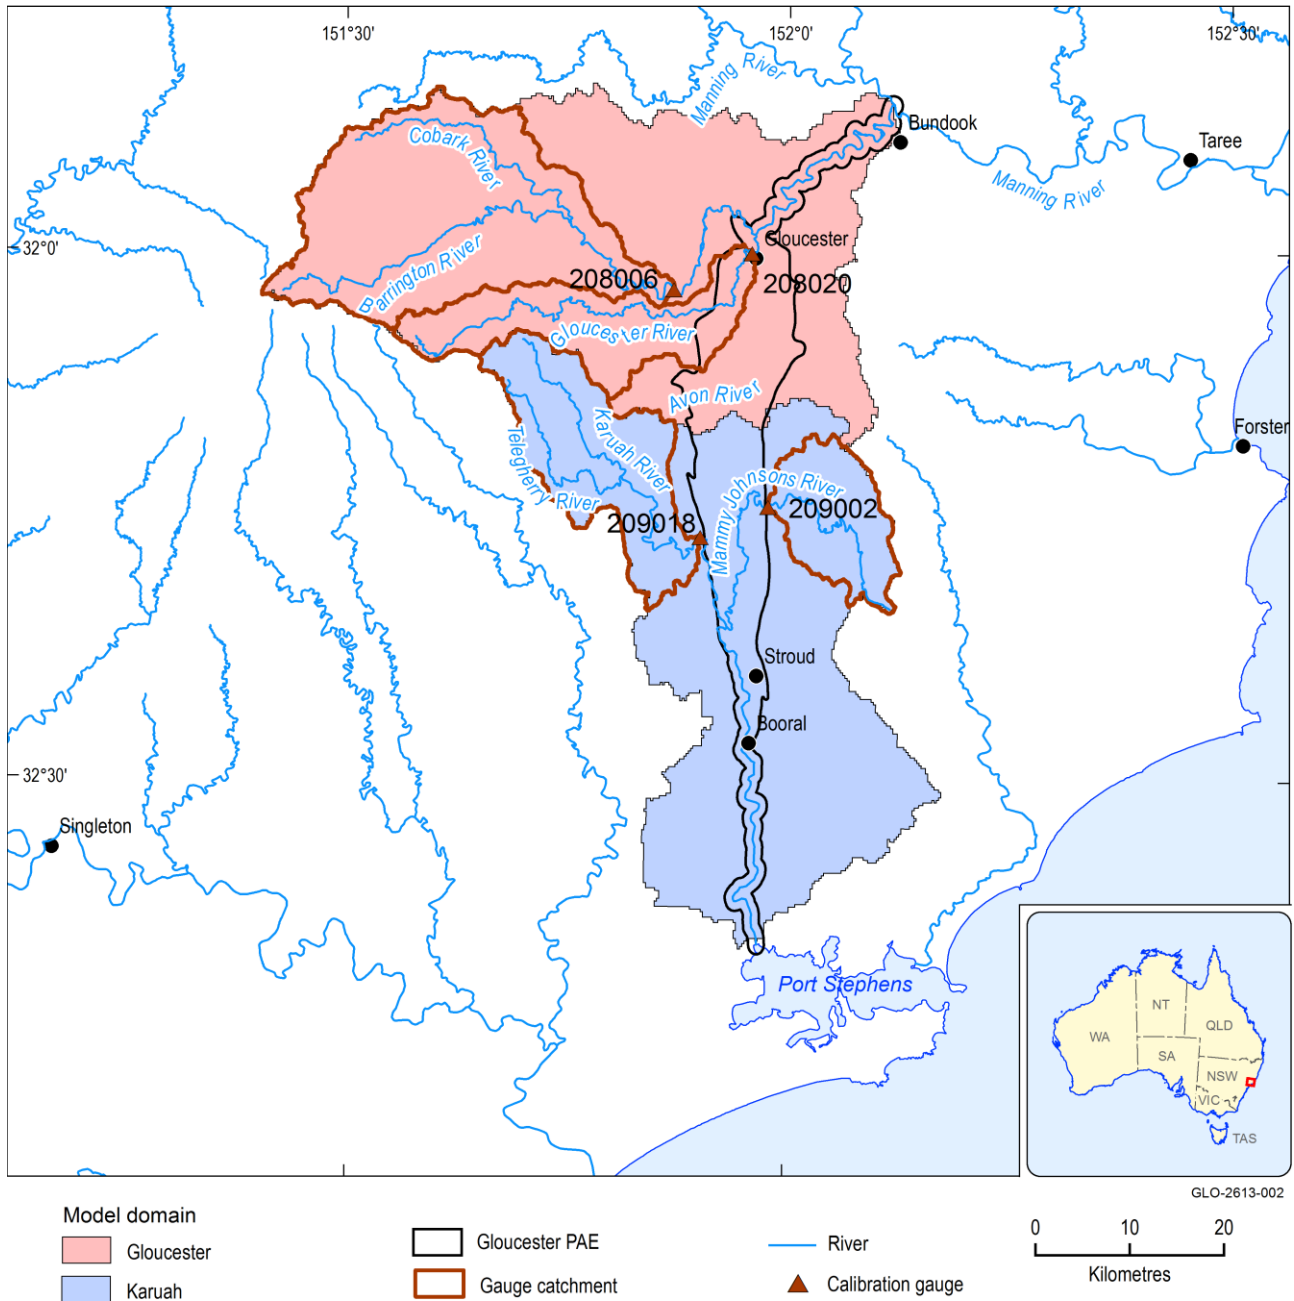 151°30'
152°0'
152°30'
Manning River
Bundook
Taree
Cobark River
Manning River
32°0'
Gloucester
Barrington River
208006
208020
Gloucester River
Avon River
Karuah River
Forster
Telegherry River
Mammy Johnsons River
209002
209018
Stroud
Booral
32°30'
Singleton
Port Stephens
NT
WA
QLD
SA
NSW
VIC
TAS
GLO-2613-002
Model domain
Gloucester
Karuah
Gloucester PAE
Gauge catchment
River
Calibration gauge
0 10 20
Kilometres